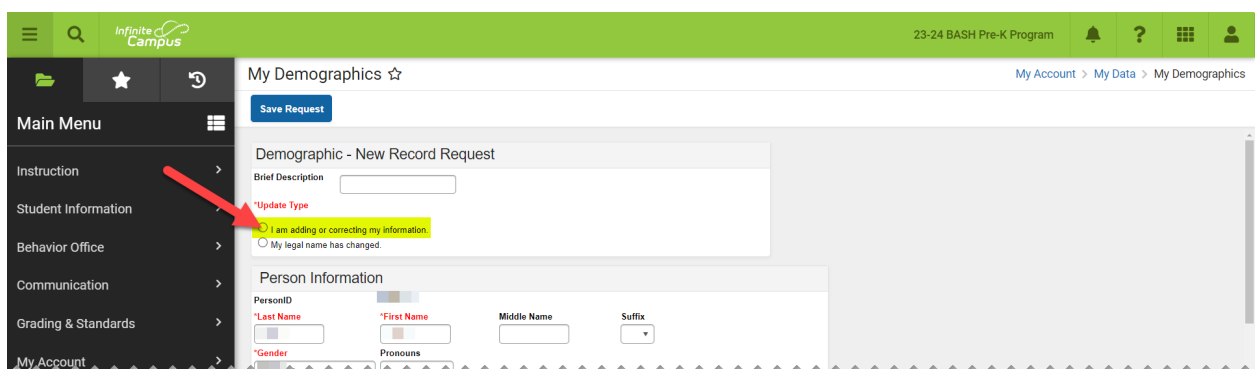 Infinite Campus
23-24 BASH Pre-K Program
?
My Demographics
My Account > My Data > My Demographics
Save Request
Main Menu
Instruction
Student Information
Behavior Office
Communication
Grading & Standards
My Account
Demographic - New Record Request
Brief Description
*Update Type
I am adding or correcting my information.
My legal name has changed.
Person Information
PersonID
*Last Name *First Name Middle Name Suffix
*Gender Pronouns